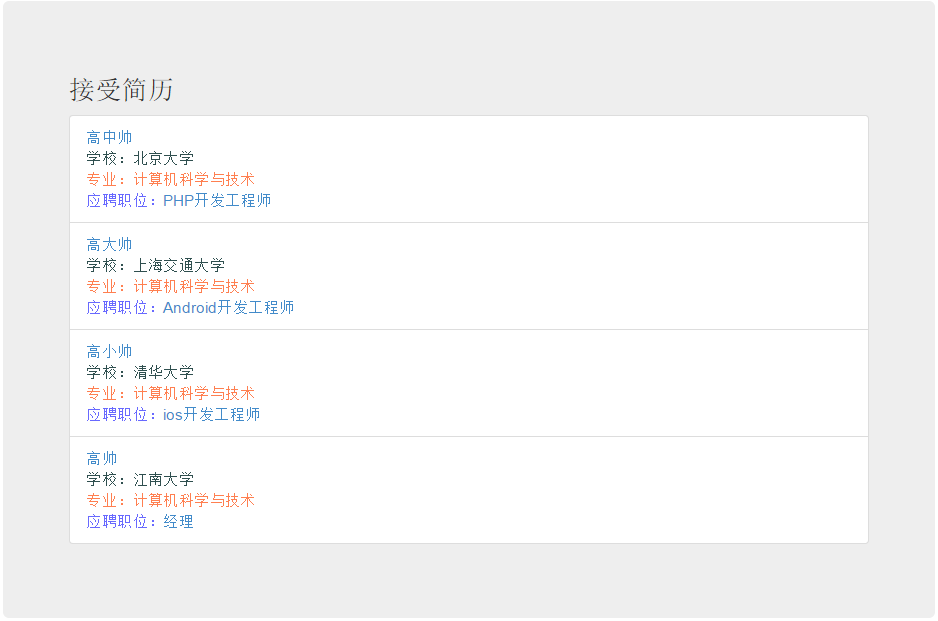 接受简历
高中帅
学校：北京大学
专业：计算机科学与技术
应聘职位：PHP开发工程师
高大帅
学校：上海交通大学
专业：计算机科学与技术
应聘职位：Android开发工程师
高小帅
学校：清华大学
专业：计算机科学与技术
应聘职位：ios开发工程师
高帅
学校：江南大学
专业：计算机科学与技术
应聘职位：经理